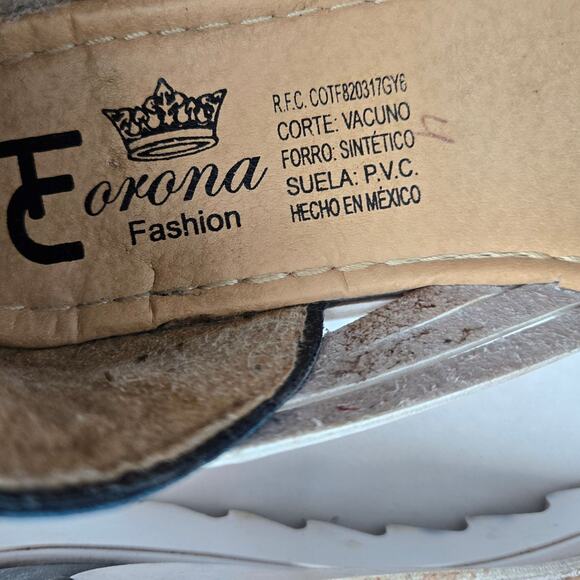 TC
Corona
Fashion
R.F.C. COTF820317GY6
CORTE: VACUNO
FORRO: SINTÉTICO
SUELA: P.V.C.
HECHO EN MÉXICO